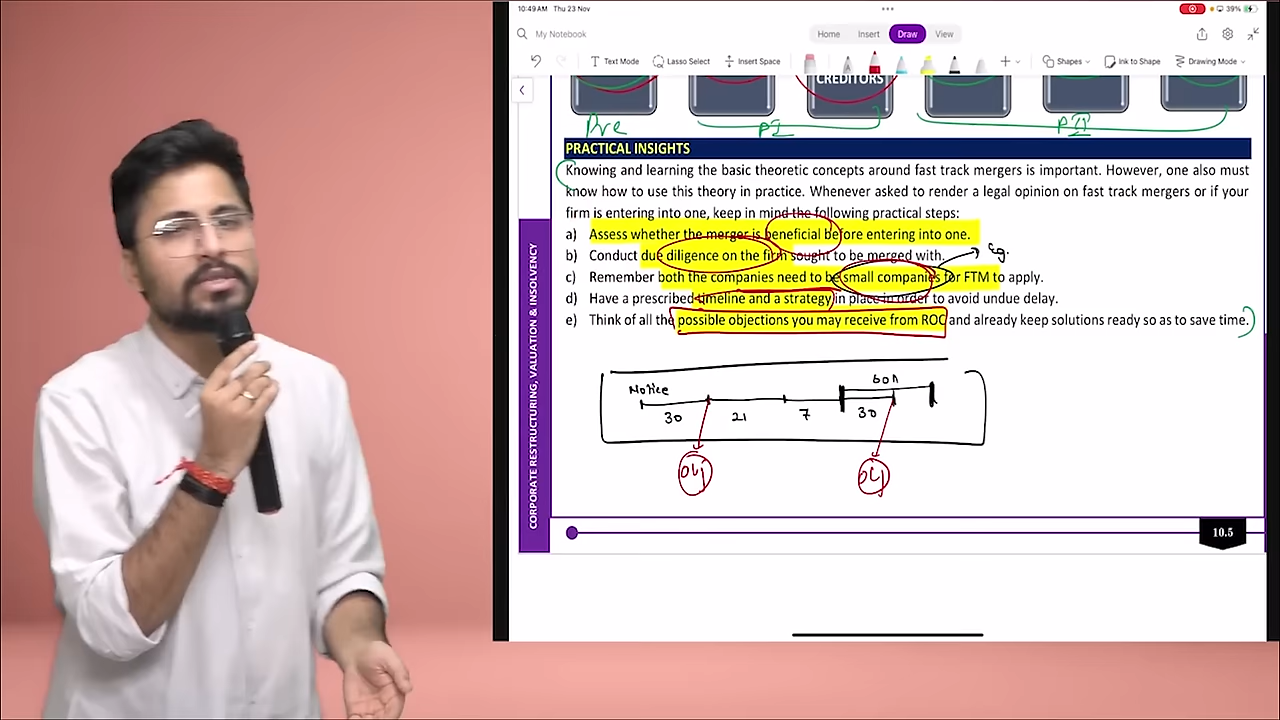 10:49 AM Thu 23 Nov
39%
My Notebook
Home Insert Draw View
Text Mode Lasso Select Insert Space Shapes Ink to Shape Drawing Mode
CREDITORS
Pre PI PII
PRACTICAL INSIGHTS
Knowing and learning the basic theoretic concepts around fast track mergers is important. However, one also must
know how to use this theory in practice. Whenever asked to render a legal opinion on fast track mergers or if your
firm is entering into one, keep in mind the following practical steps:
a) Assess whether the merger is beneficial before entering into one.
eg.
b) Conduct due diligence on the firm sought to be merged with.
c) Remember both the companies need to be small companies for FTM to apply.
d) Have a prescribed timeline and a strategy in place in order to avoid undue delay.
e) Think of all the possible objections you may receive from ROC and already keep solutions ready so as to save time.
Notice
30 21 7 30
Obj Obj
CORPORATE RESTRUCTURING, VALUATION & INSOLVENCY
10.5